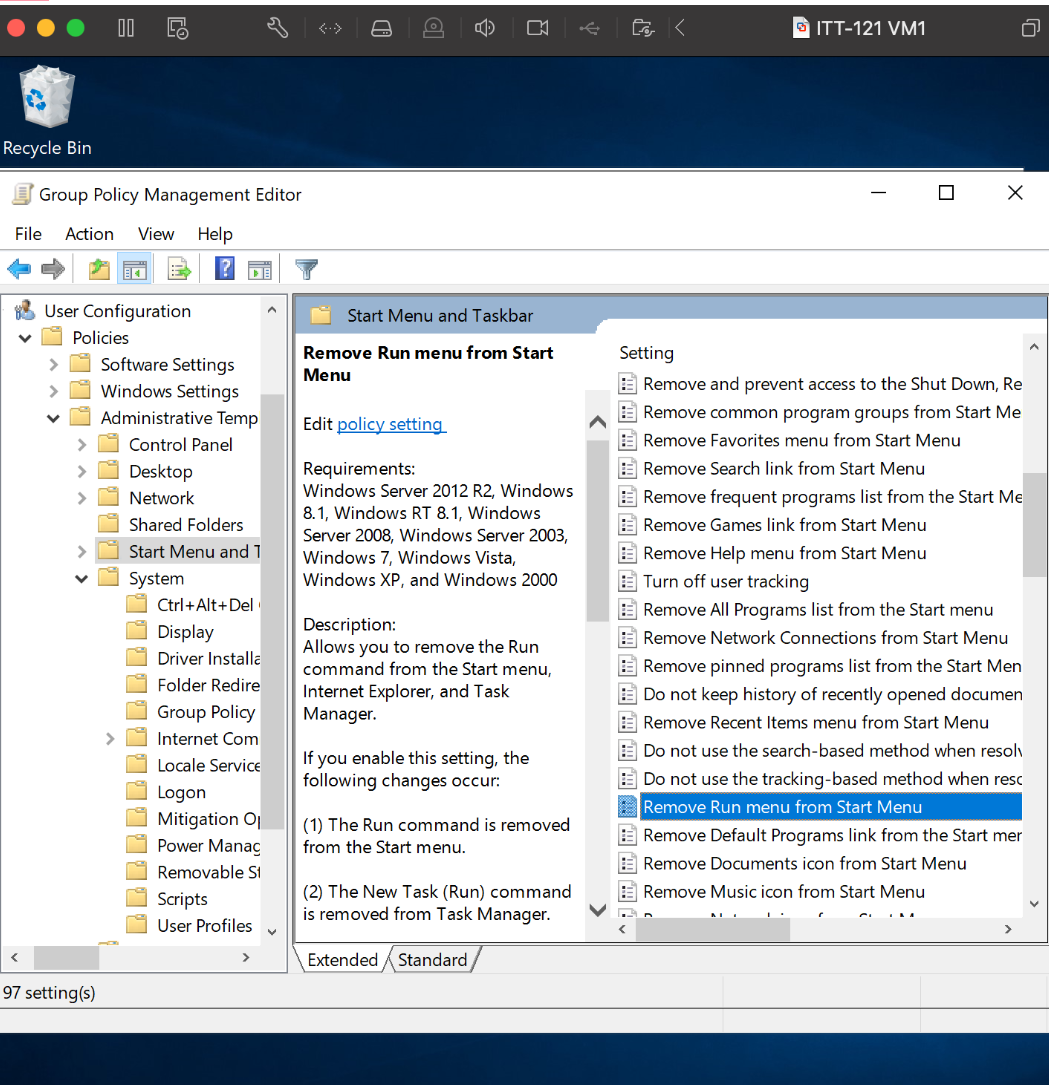 ITT-121 VM1
Recycle Bin
Group Policy Management Editor
File Action View Help
User Configuration
Policies
Software Settings
Windows Settings
Administrative Temp
Control Panel
Desktop
Network
Shared Folders
Start Menu and T
System
Ctrl+Alt+Del
Display
Driver Installa
Folder Redire
Group Policy
Internet Com
Locale Service
Logon
Mitigation Op
Power Manag
Removable St
Scripts
User Profiles
Start Menu and Taskbar
Remove Run menu from Start
Menu
Edit policy setting
Requirements:
Windows Server 2012 R2, Windows
8.1, Windows RT 8.1, Windows
Server 2008, Windows Server 2003,
Windows 7, Windows Vista,
Windows XP, and Windows 2000
Description:
Allows you to remove the Run
command from the Start menu,
Internet Explorer, and Task
Manager.
If you enable this setting, the
following changes occur:
(1) The Run command is removed
from the Start menu.
(2) The New Task (Run) command
is removed from Task Manager.
Setting
Remove and prevent access to the Shut Down, Re
Remove common program groups from Start Me
Remove Favorites menu from Start Menu
Remove Search link from Start Menu
Remove frequent programs list from the Start Me
Remove Games link from Start Menu
Remove Help menu from Start Menu
Turn off user tracking
Remove All Programs list from the Start menu
Remove Network Connections from Start Menu
Remove pinned programs list from the Start Men
Do not keep history of recently opened documen
Remove Recent Items menu from Start Menu
Do not use the search-based method when resolv
Do not use the tracking-based method when reso
Remove Run menu from Start Menu
Remove Default Programs link from the Start mer
Remove Documents icon from Start Menu
Remove Music icon from Start Menu
Extended Standard
97 setting(s)